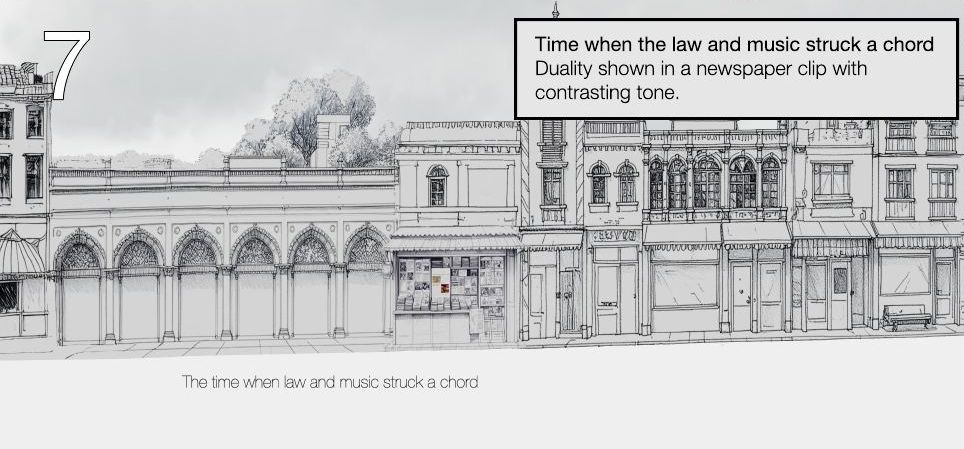 7
Time when the law and music struck a chord
Duality shown in a newspaper clip with
contrasting tone.
The time when law and music struck a chord